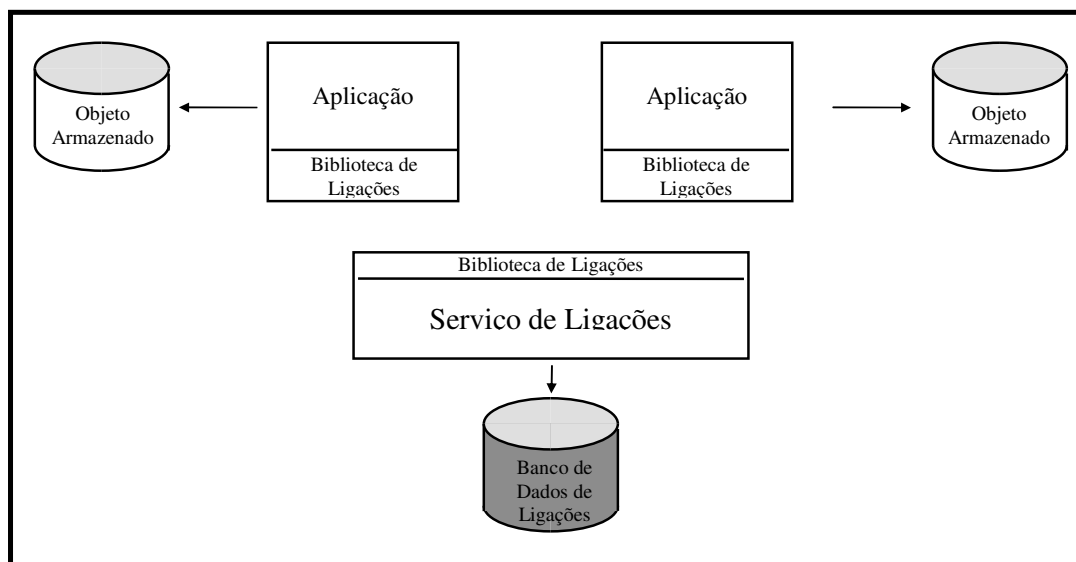 Objeto
Armazenado
Aplicação
Biblioteca de
Ligações
Aplicação
Biblioteca de
Ligações
Objeto
Armazenado
Biblioteca de Ligações
Serviço de Ligações
Banco de
Dados de
Ligações